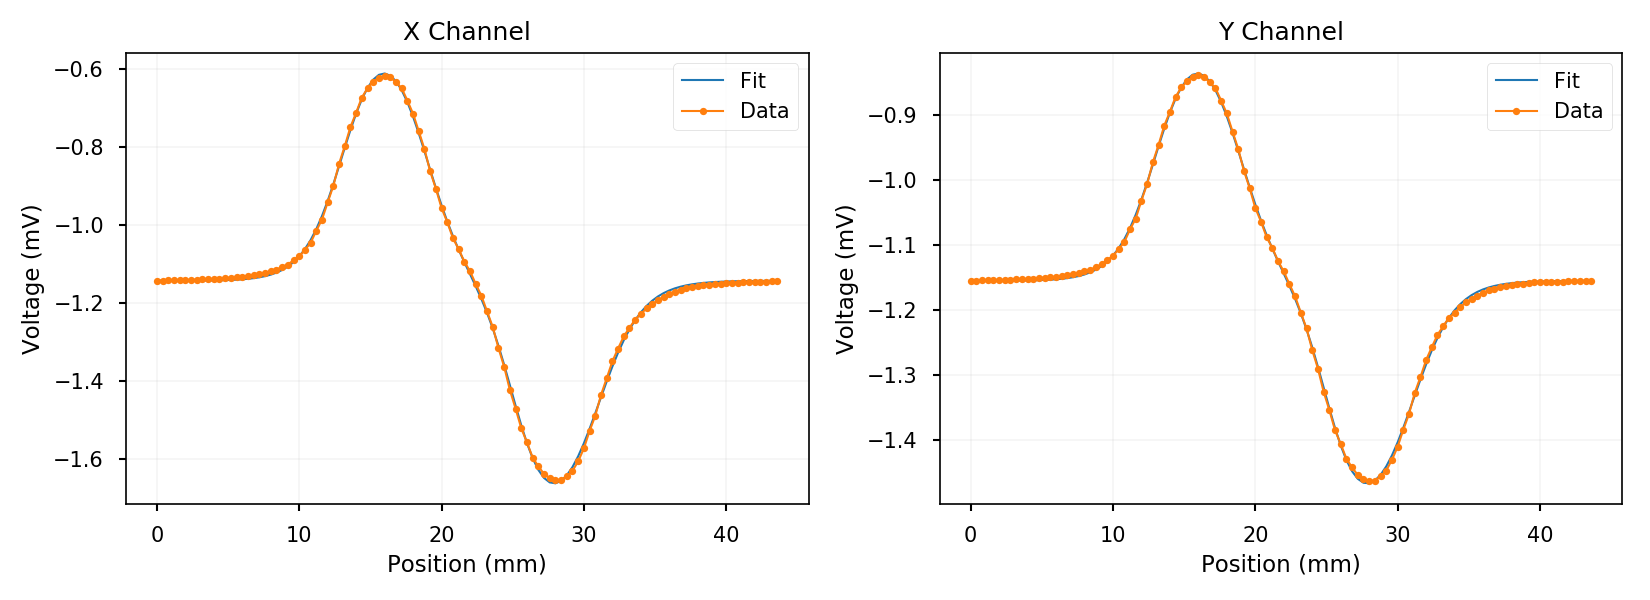 X Channel
−0.6
−0.8
−1.0
−1.2
−1.4
−1.6
Voltage (mV)
0
10
20
30
40
Position (mm)
Fit
Data
Y Channel
−0.9
−1.0
−1.1
−1.2
−1.3
−1.4
Voltage (mV)
0
10
20
30
40
Position (mm)
Fit
Data